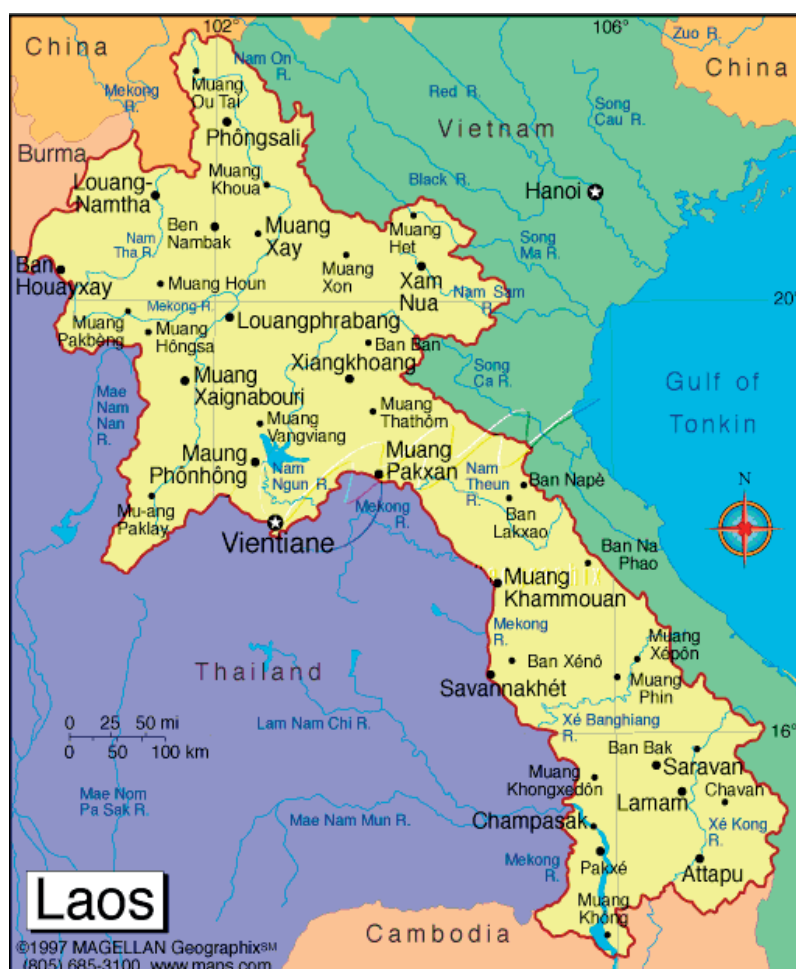 102°
106°
China
Nam On
R.
Zuo R.
China
Muang
Ou Tai
Mekong
R.
Red R.
Song
Cau R.
Phôngsali
Vietnam
Burma
Muang
Khoua
Black R.
Hanoi
Louang-
Namtha
Ben
Nambak
Muang
Xay
Muang
Het
Nam
Tha R.
Song
Ma R.
Ban
Houayxay
Muang
Xon
Xam
Nua
Muang Houn
Nam Sam
R.
20°
Mekong R.
Muang
Pakbèng
Muang
Hôngsa
Louangphrabang
Ban Ban
Xiangkhoang
Song
Ca R.
Gulf of
Tonkin
Muang
Xaignabouri
Mae
Nam
Nan
R.
Muang
Thathôm
Muang
Vangviang
Maung
Phônhông
Muang
Pakxan
Nam
Ngun R.
Nam
Theun
R.
Ban Napè
N
Mu-ang
Paklay
Mekong
R.
Ban
Lakxao
Vientiane
Ban Na
Phao
Muang
Khammouan
Mekong
R.
Muang
Xépôn
Ban Xénô
Thailand
Savannakhét
Muang
Phin
0 25 50 mi
0 50 100 km
Lam Nam Chi R.
Xé Banghiang
R.
16°
Ban Bak
Saravan
Muang
Khongxedôn
Lamam
Chavan
Mae Nom
Pa Sak R.
Mae Nam Mun R.
Champasak
Xé Kong
R.
Mekong
R.
Pakxé
Attapu
Laos
Muang
Không
Cambodia
©1997 MAGELLAN Geographix℠
(805) 685-3100 www.maps.com